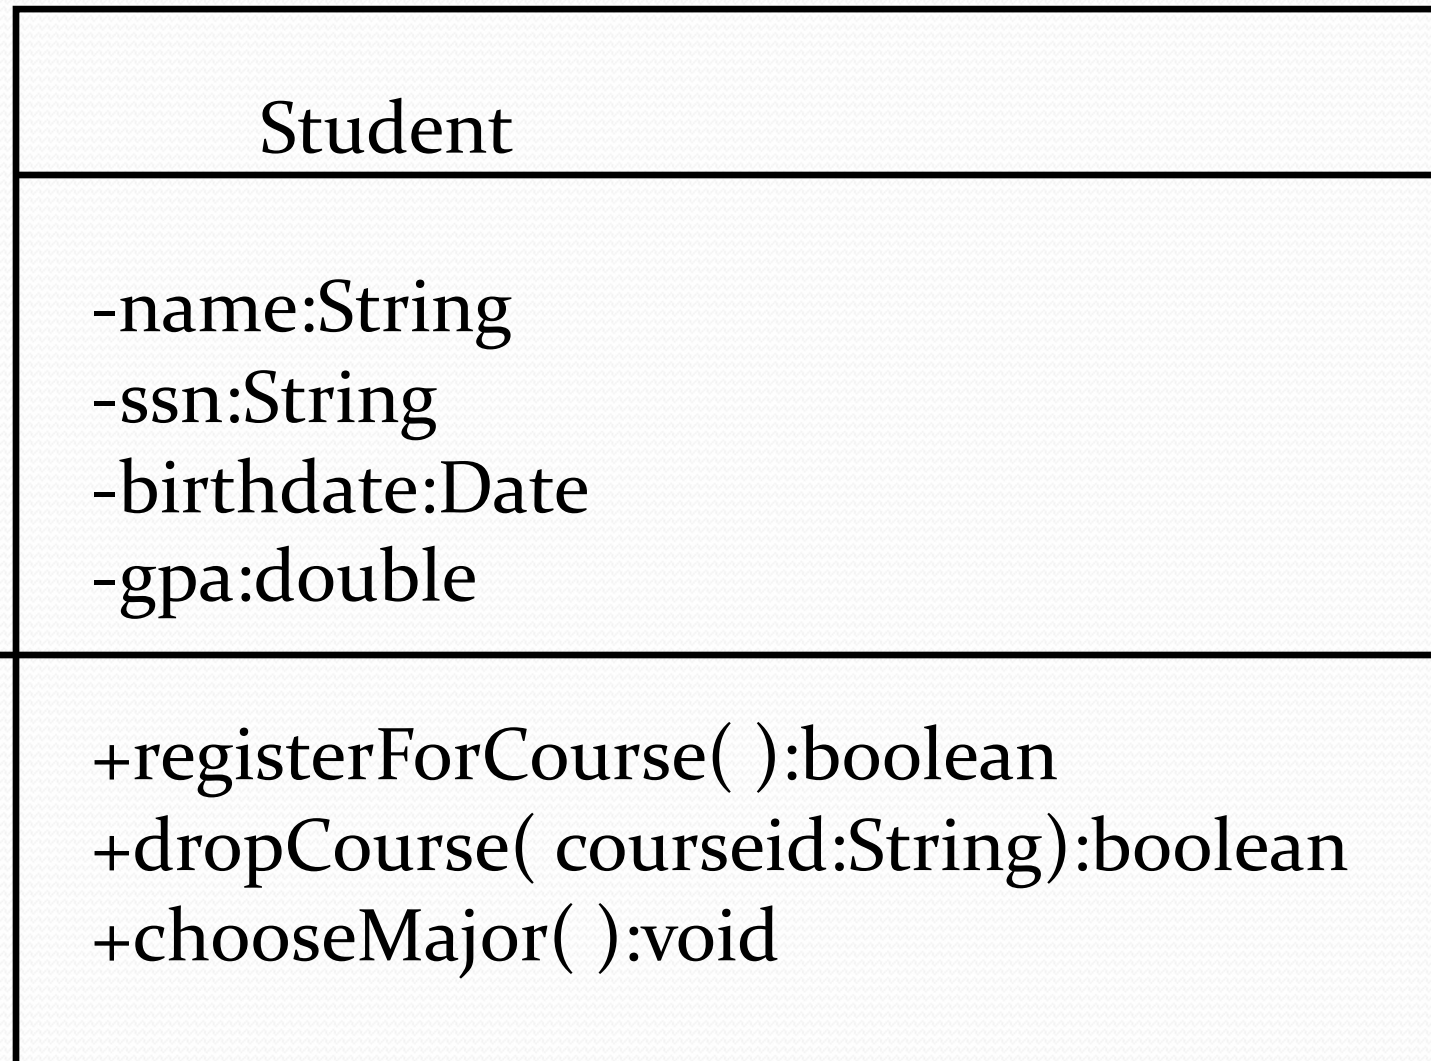 Student
-name:String
-ssn:String
-birthdate:Date
-gpa:double
+registerForCourse( ):boolean
+dropCourse( courseid:String):boolean
+chooseMajor( ):void